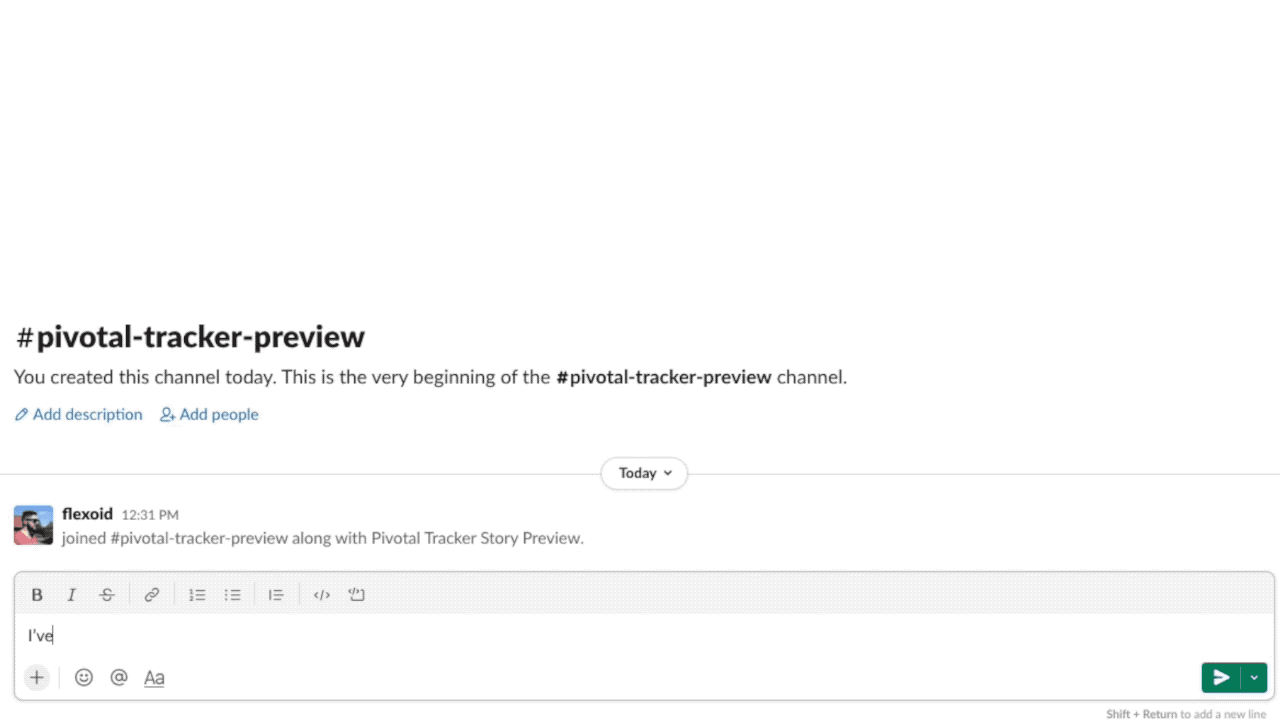 #pivotal-tracker-preview
You created this channel today. This is the very beginning of the #pivotal-tracker-preview channel.
Add description Add people
Today
flexoid 12:31 PM
joined #pivotal-tracker-preview along with Pivotal Tracker Story Preview.
B I S </>
I've
@ Aa
Shift + Return to add a new line